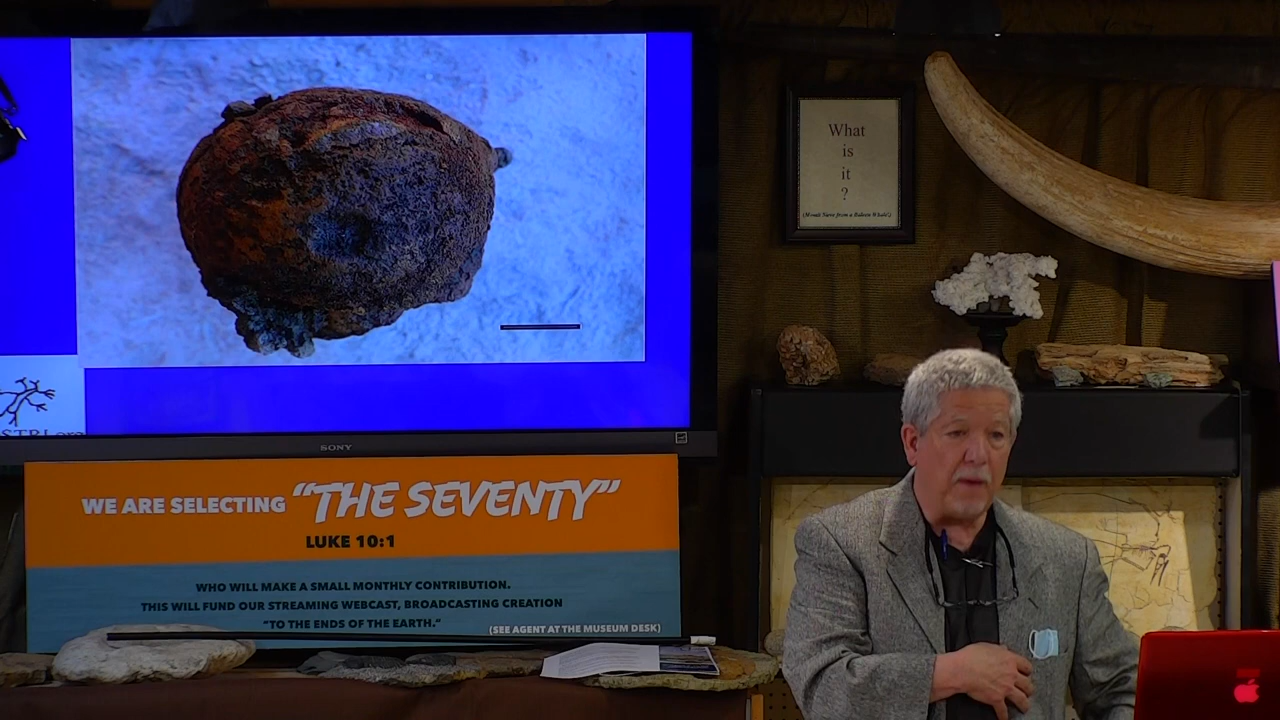 SONY
WE ARE SELECTING "THE SEVENTY"
LUKE 10:1
WHO WILL MAKE A SMALL MONTHLY CONTRIBUTION.
THIS WILL FUND OUR STREAMING WEBCAST, BROADCASTING CREATION
"TO THE ENDS OF THE EARTH."
(SEE AGENT AT THE MUSEUM DESK)
What
is
it
?